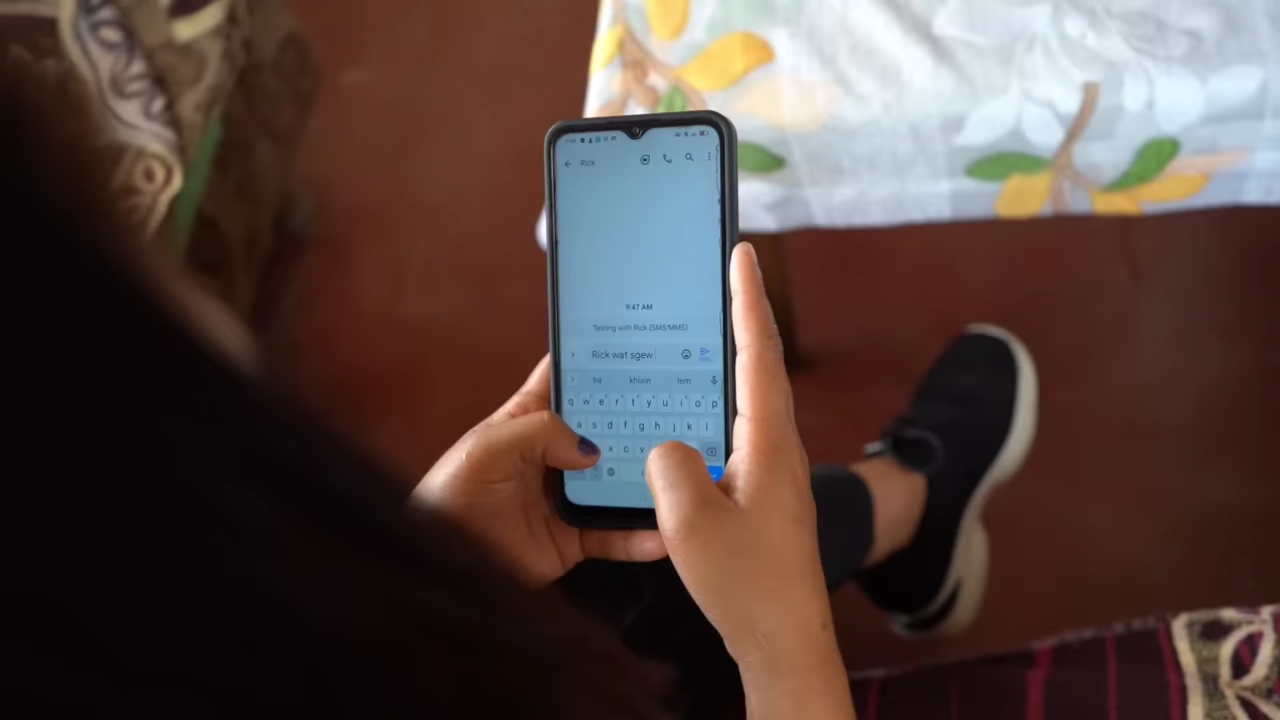 Rick
9:47 AM
Texting with Rick (SMS/MMS)
Rick wat sgew
ba khlain lem
q w e r t y u i o p
a s d f g h j k l
x c v